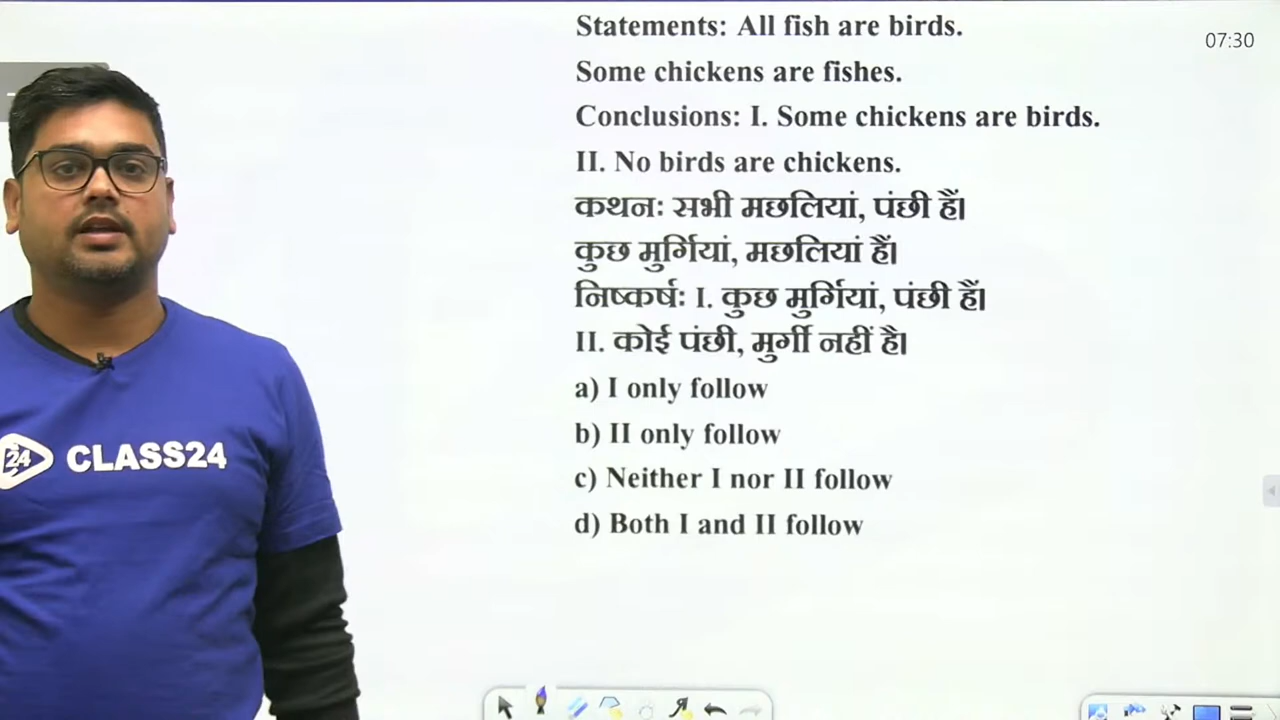 Statements: All fish are birds.
07:30
Some chickens are fishes.
Conclusions: I. Some chickens are birds.
II. No birds are chickens.
कथनः सभी मछलियां, पंछी हैं।
कुछ मुर्गियां, मछलियां हैं।
निष्कर्षः I. कुछ मुर्गियां, पंछी हैं।
II. कोई पंछी, मुर्गी नहीं है।
a) I only follow
b) II only follow
c) Neither I nor II follow
d) Both I and II follow
24 CLASS24